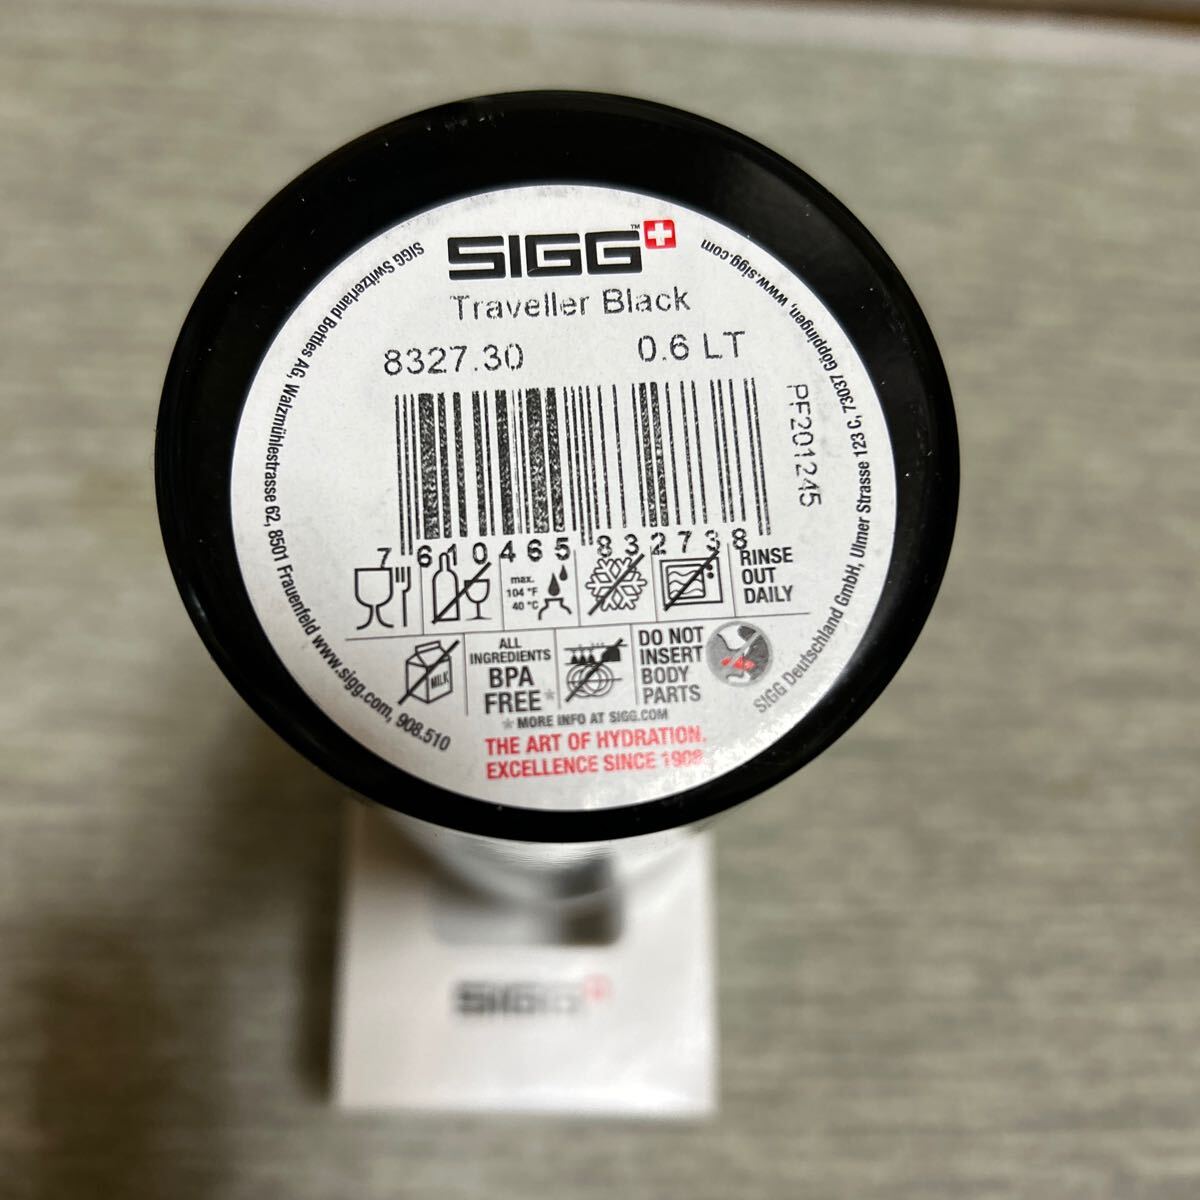 SIGG™
Traveller Black
8327.30 0.6 LT
PF201245
7 610465 832738
max.
104 °F
40 °C
RINSE
OUT
DAILY
MILK
ALL
INGREDIENTS
BPA
FREE*
DO NOT
INSERT
BODY
PARTS
* MORE INFO AT SIGG.COM
THE ART OF HYDRATION.
EXCELLENCE SINCE 1908
SIGG Switzerland Bottles AG, Walzmühlestrasse 62, 8501 Frauenfeld www.sigg.com, 908.510
SIGG Deutschland GmbH, Ulmer Strasse 123 C, 73037 Göppingen, www.sigg.com
SIGG